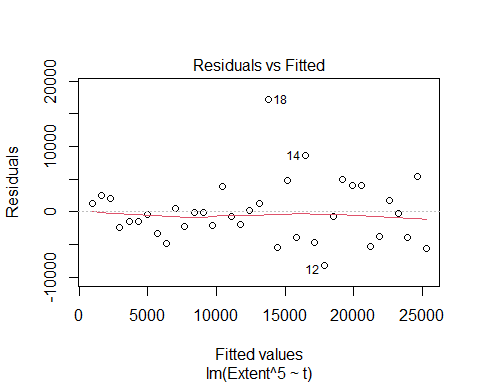 Residuals vs Fitted
Residuals
20000
10000
0
-10000
18
14
12
0 5000 10000 15000 20000 25000
Fitted values
lm(Extent^5 ~ t)